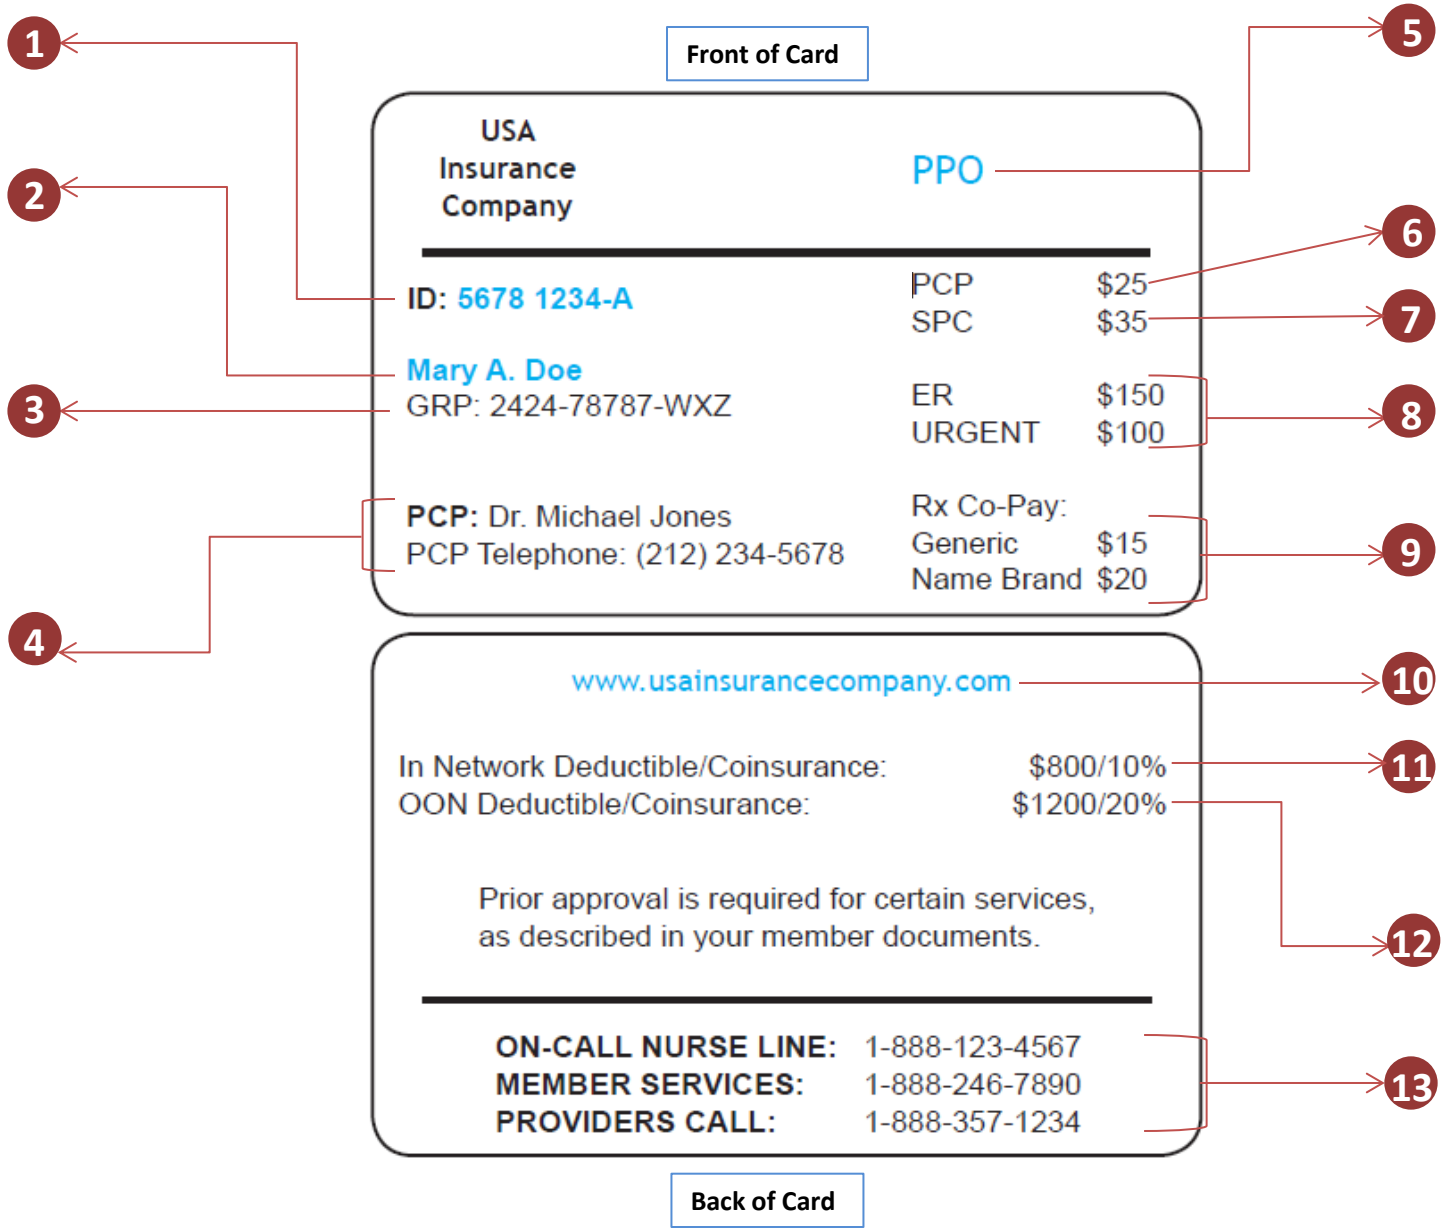 Front of Card
1
2
3
4
5
6
7
8
9
10
11
12
13
USA
Insurance
Company
PPO
ID: 5678 1234-A
Mary A. Doe
GRP: 2424-78787-WXZ
PCP: Dr. Michael Jones
PCP Telephone: (212) 234-5678
PCP $25
SPC $35
ER $150
URGENT $100
Rx Co-Pay:
Generic $15
Name Brand $20
www.usainsurancecompany.com
In Network Deductible/Coinsurance: $800/10%
OON Deductible/Coinsurance: $1200/20%
Prior approval is required for certain services,
as described in your member documents.
ON-CALL NURSE LINE: 1-888-123-4567
MEMBER SERVICES: 1-888-246-7890
PROVIDERS CALL: 1-888-357-1234
Back of Card